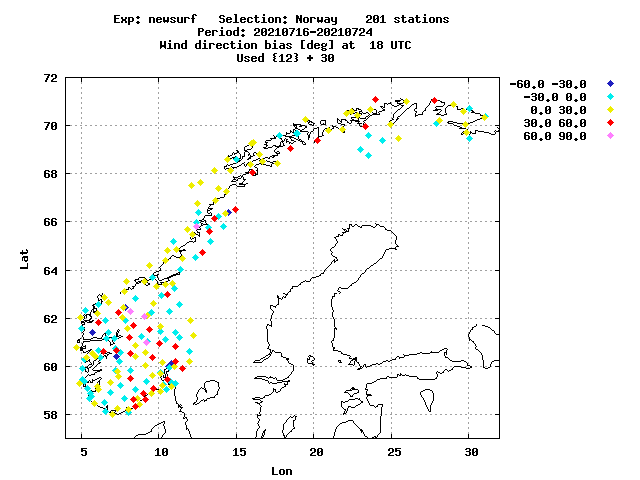 Exp: newsurf   Selection: Norway    201 stations
Period: 20210716-20210724
Wind direction bias [deg] at  18 UTC
Used {12} + 30
-60.0 -30.0
-30.0 0.0
0.0 30.0
30.0 60.0
60.0 90.0
72
70
68
66
64
62
60
58
Lat
5 10 15 20 25 30
Lon